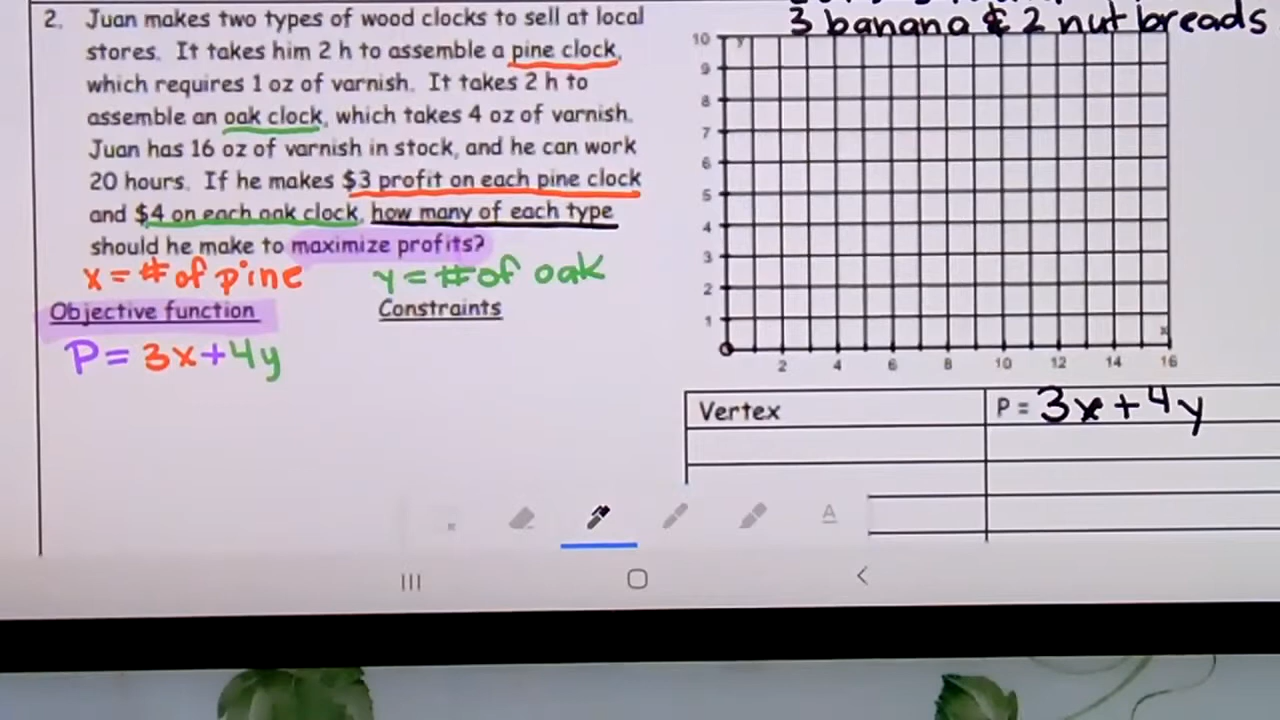 3 banana & 2 nut breads
2. Juan makes two types of wood clocks to sell at local
stores. It takes him 2 h to assemble a pine clock,
which requires 1 oz of varnish. It takes 2 h to
assemble an oak clock, which takes 4 oz of varnish.
Juan has 16 oz of varnish in stock, and he can work
20 hours. If he makes $3 profit on each pine clock
and $4 on each oak clock, how many of each type
should he make to maximize profits?
x = # of pine
y = # of oak
Objective function
Constraints
P = 3x + 4y
y
10
9
8
7
6
5
4
3
2
1
0
2 4 6 8 10 12 14 16
x
Vertex
P = 3x + 4y
A